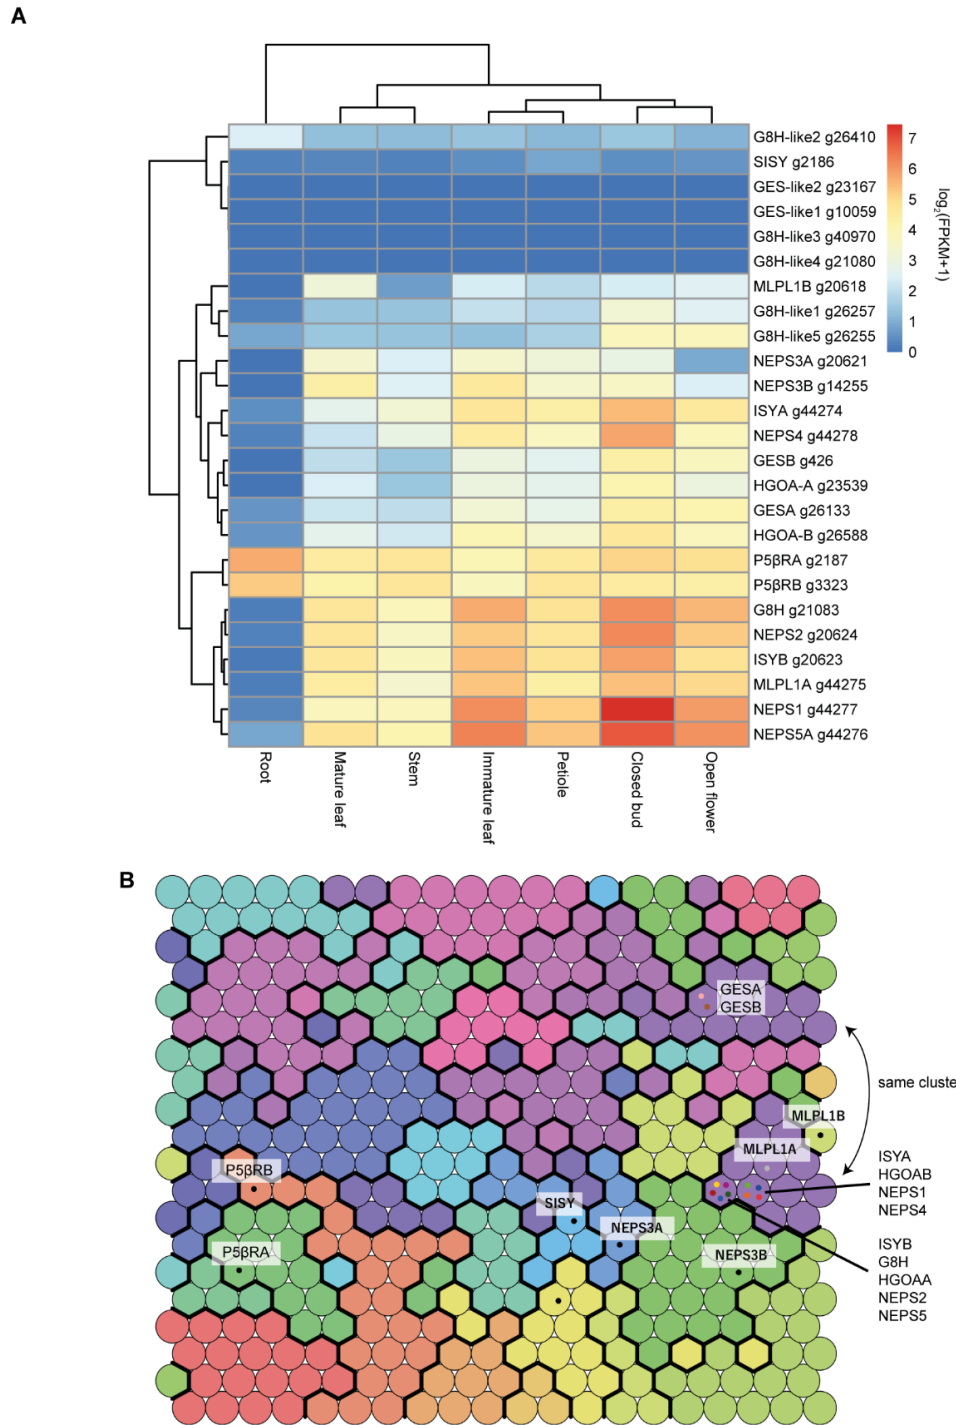 A
G8H-like2 g26410
SISY g2186
GES-like2 g23167
GES-like1 g10059
G8H-like3 g40970
G8H-like4 g21080
MLPL1B g20618
G8H-like1 g26257
G8H-like5 g26255
NEPS3A g20621
NEPS3B g14255
ISYA g44274
NEPS4 g44278
GESB g426
HGOA-A g23539
GESA g26133
HGOA-B g26588
P5βRA g2187
P5βRB g3323
G8H g21083
NEPS2 g20624
ISYB g20623
MLPL1A g44275
NEPS1 g44277
NEPS5A g44276
7
6
5
4
3
2
1
0
log₂(FPKM+1)
Root
Mature leaf
Stem
Immature leaf
Petiole
Closed bud
Open flower
B
GESA
GESB
same cluste
MLPL1B
MLPL1A
ISYA
HGOAB
NEPS1
NEPS4
P5βRB
SISY
NEPS3A
P5βRA
NEPS3B
ISYB
G8H
HGOAA
NEPS2
NEPS5